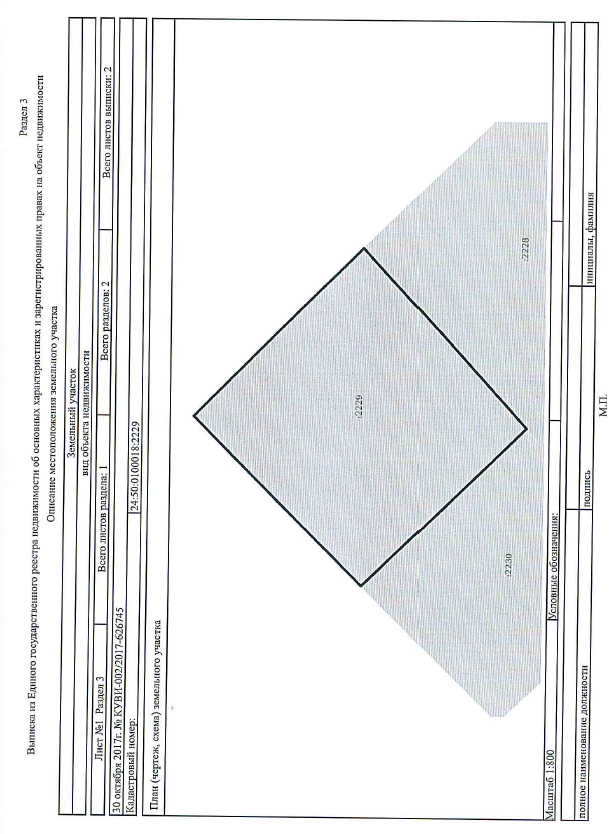 Раздел 3
Выписка из Единого государственного реестра недвижимости об основных характеристиках и зарегистрированных правах на объект недвижимости
Описание местоположения земельного участка
Земельный участок
вид объекта недвижимости
Лист №1 Раздел 3 Всего листов раздела: 1 Всего разделов: 2 Всего листов выписки: 2
30 октября 2017г. № КУВИ-002/2017-626745
Кадастровый номер: 24:50:0100018:2229
План (чертеж, схема) земельного участка
:2229
:2228
:2230
Масштаб 1:800 Условные обозначения:
полное наименование должности подпись инициалы, фамилия
М.П.